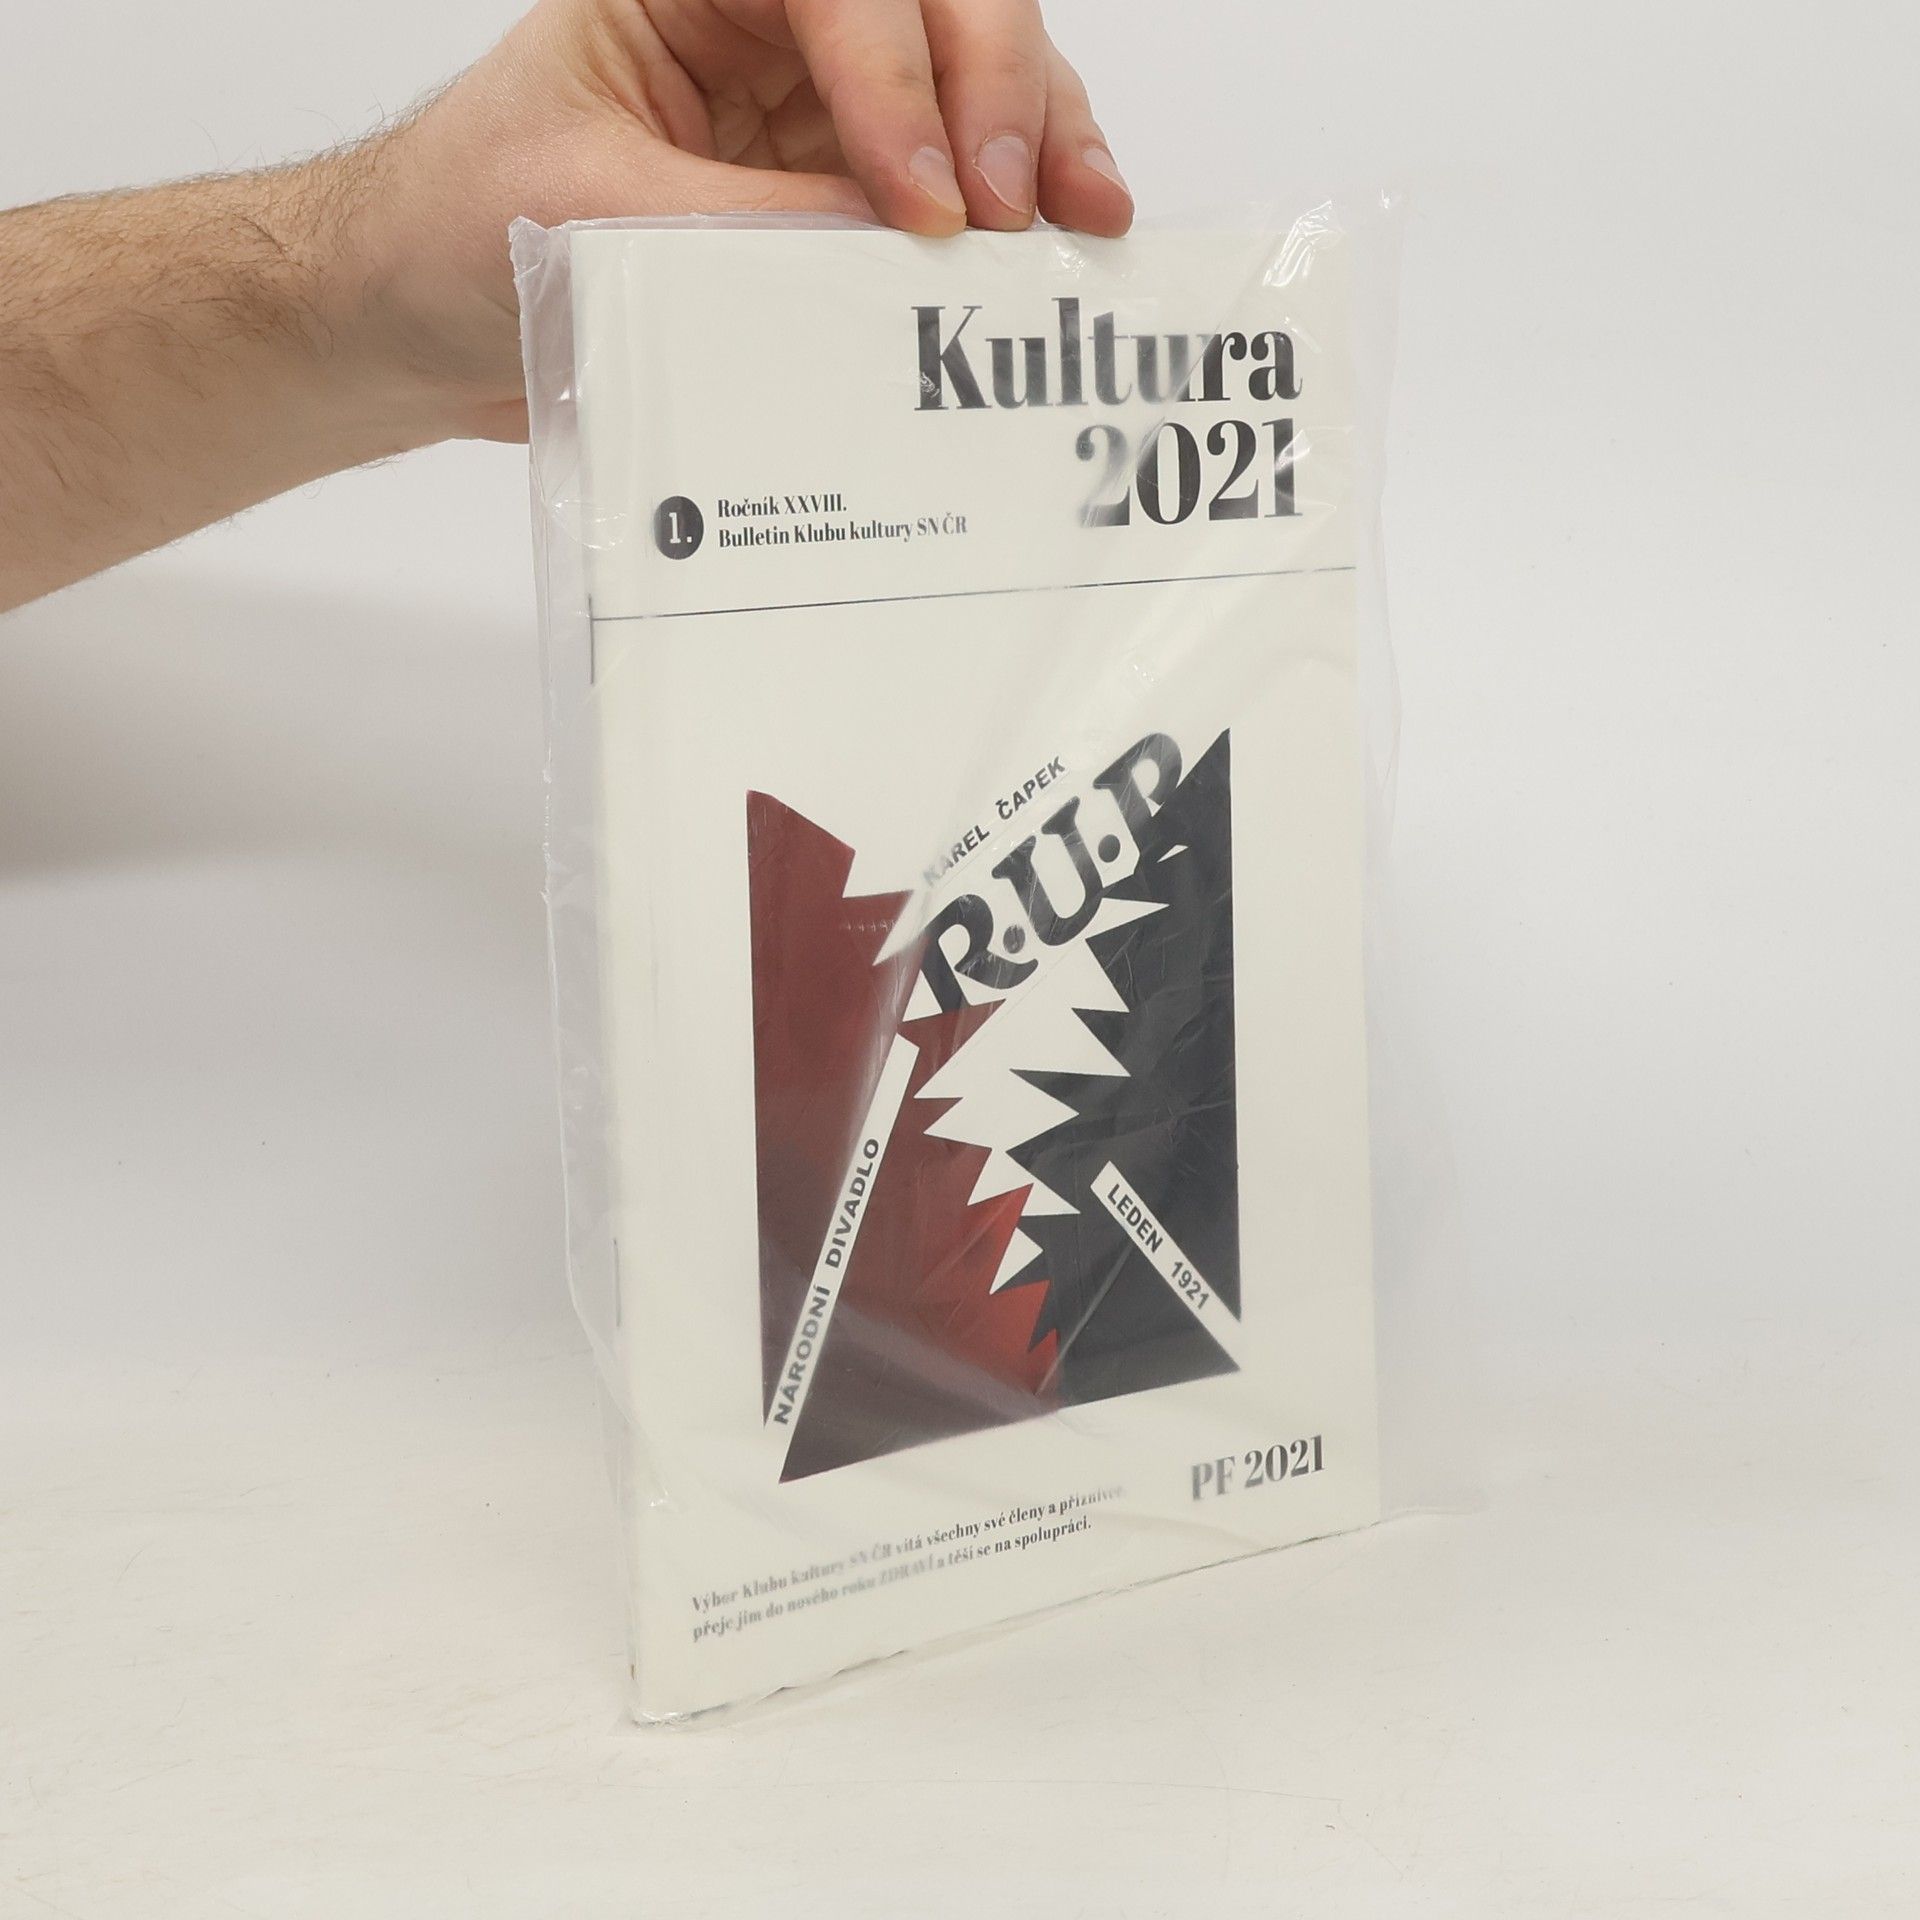 Kultura
2021
1.
Ročník XXVIII.
Bulletin Klubu kultury SN ČR
KAREL ČAPEK
R.U.R
NÁRODNÍ DIVADLO
LEDEN 1921
PF 2021
Výbor Klubu kultury SN ČR vítá všechny své členy a příznivce,
přeje jim do nového roku ZDRAVÍ a těší se na spolupráci.